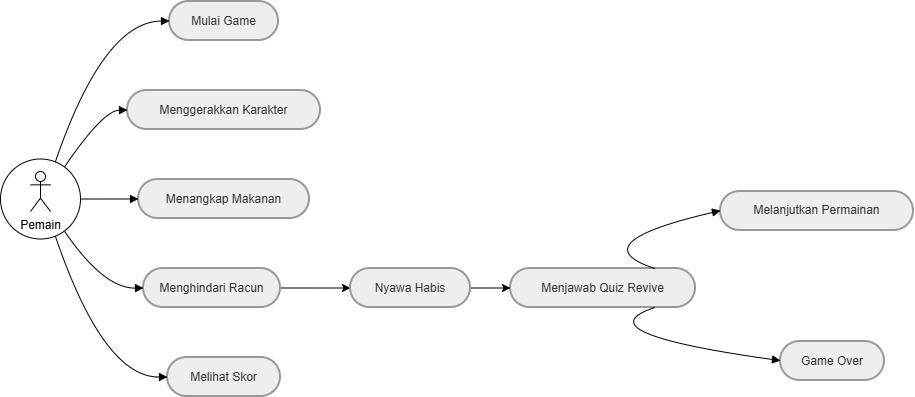 Mulai Game
Menggerakkan Karakter
Menangkap Makanan
Pemain
Melanjutkan Permainan
Menghindari Racun
Nyawa Habis
Menjawab Quiz Revive
Game Over
Melihat Skor